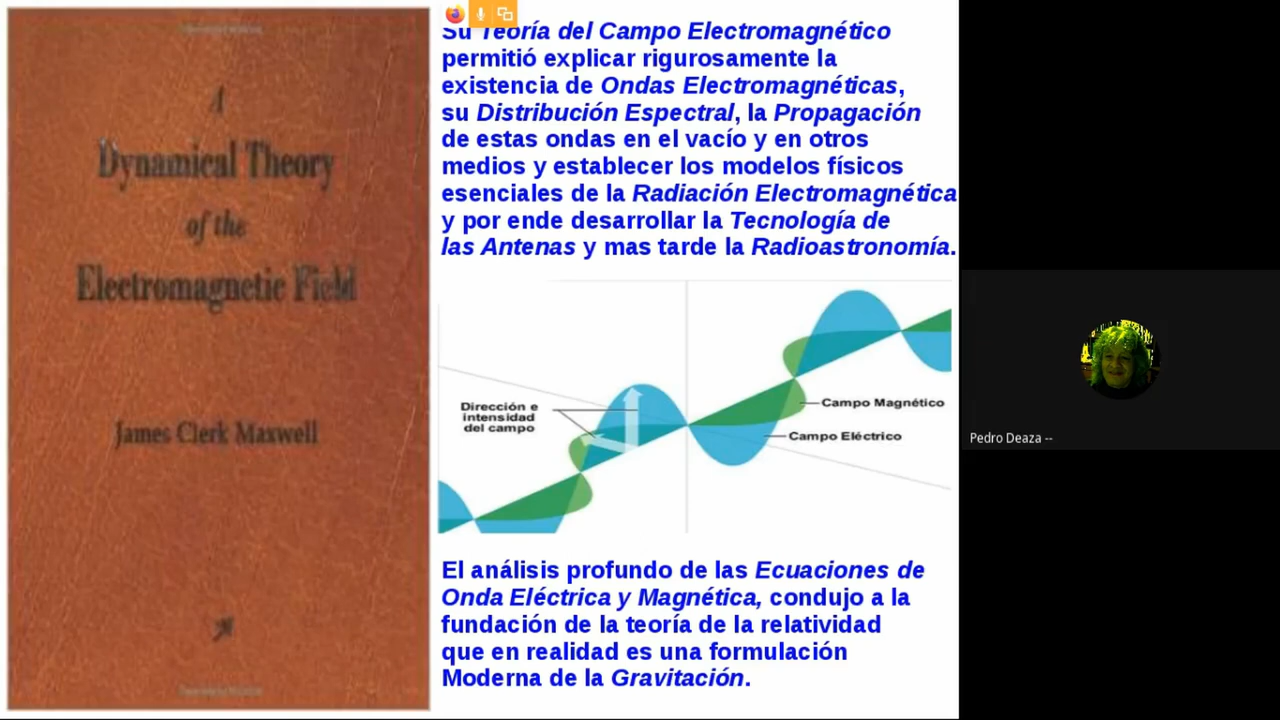 A
Dynamical Theory
of the
Electromagnetic Field
James Clerk Maxwell
Su Teoría del Campo Electromagnético
permitió explicar rigurosamente la
existencia de Ondas Electromagnéticas,
su Distribución Espectral, la Propagación
de estas ondas en el vacío y en otros
medios y establecer los modelos físicos
esenciales de la Radiación Electromagnética
y por ende desarrollar la Tecnología de
las Antenas y mas tarde la Radioastronomía.
Dirección e
intensidad
del campo
Campo Magnético
Campo Eléctrico
El análisis profundo de las Ecuaciones de
Onda Eléctrica y Magnética, condujo a la
fundación de la teoría de la relatividad
que en realidad es una formulación
Moderna de la Gravitación.
Pedro Deaza --